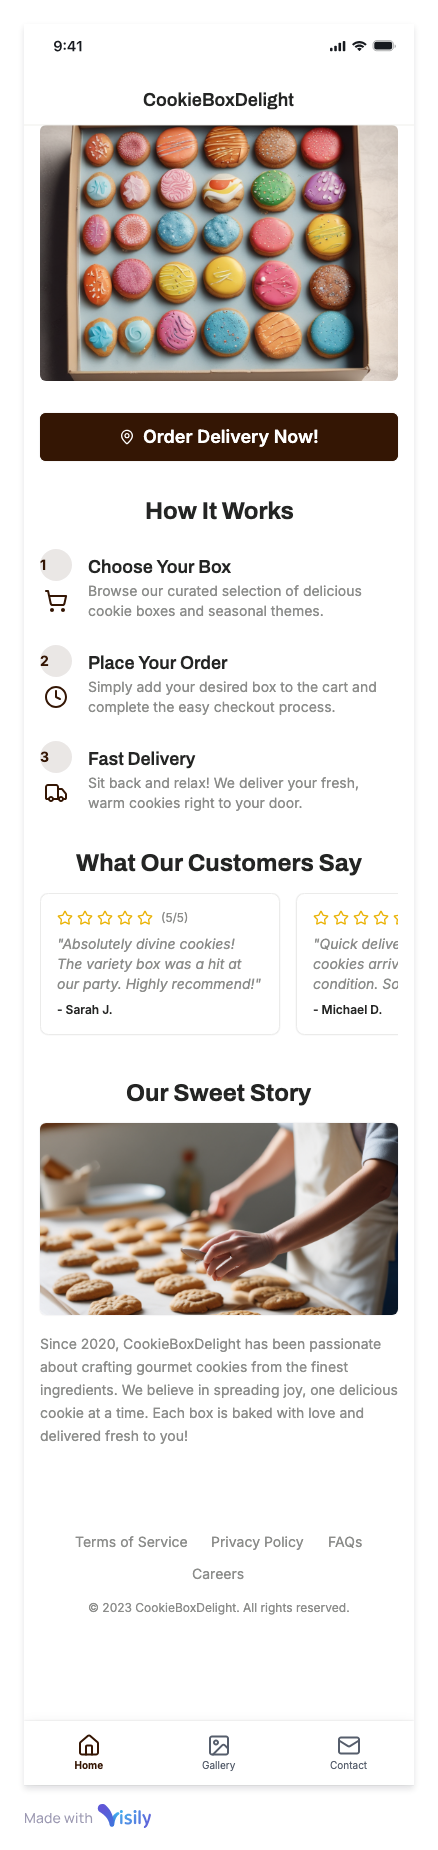 9:41
CookieBoxDelight
Order Delivery Now!
How It Works
1
Choose Your Box
Browse our curated selection of delicious
cookie boxes and seasonal themes.
2
Place Your Order
Simply add your desired box to the cart and
complete the easy checkout process.
3
Fast Delivery
Sit back and relax! We deliver your fresh,
warm cookies right to your door.
What Our Customers Say
(5/5)
"Absolutely divine cookies!
The variety box was a hit at
our party. Highly recommend!"
- Sarah J.
"Quick delive
cookies arriv
condition. So
- Michael D.
Our Sweet Story
Since 2020, CookieBoxDelight has been passionate
about crafting gourmet cookies from the finest
ingredients. We believe in spreading joy, one delicious
cookie at a time. Each box is baked with love and
delivered fresh to you!
Terms of Service Privacy Policy FAQs
Careers
© 2023 CookieBoxDelight. All rights reserved.
Home Gallery Contact
Made with Visily